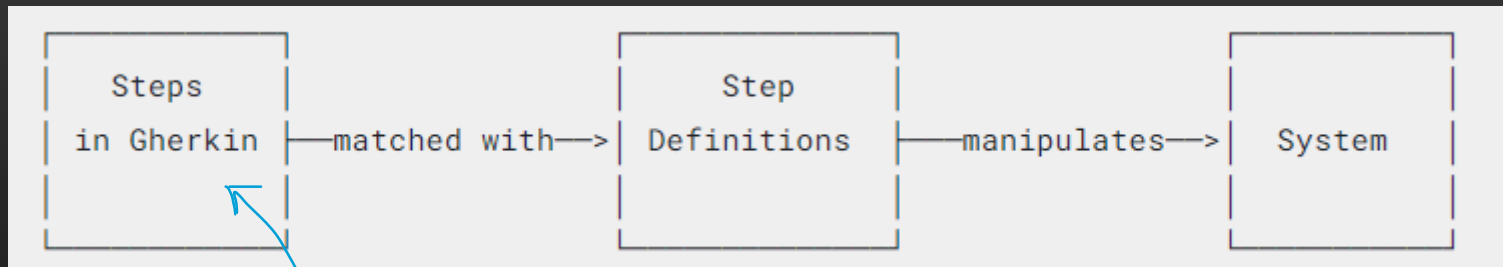 Steps
in Gherkin
matched with
Step
Definitions
manipulates
System